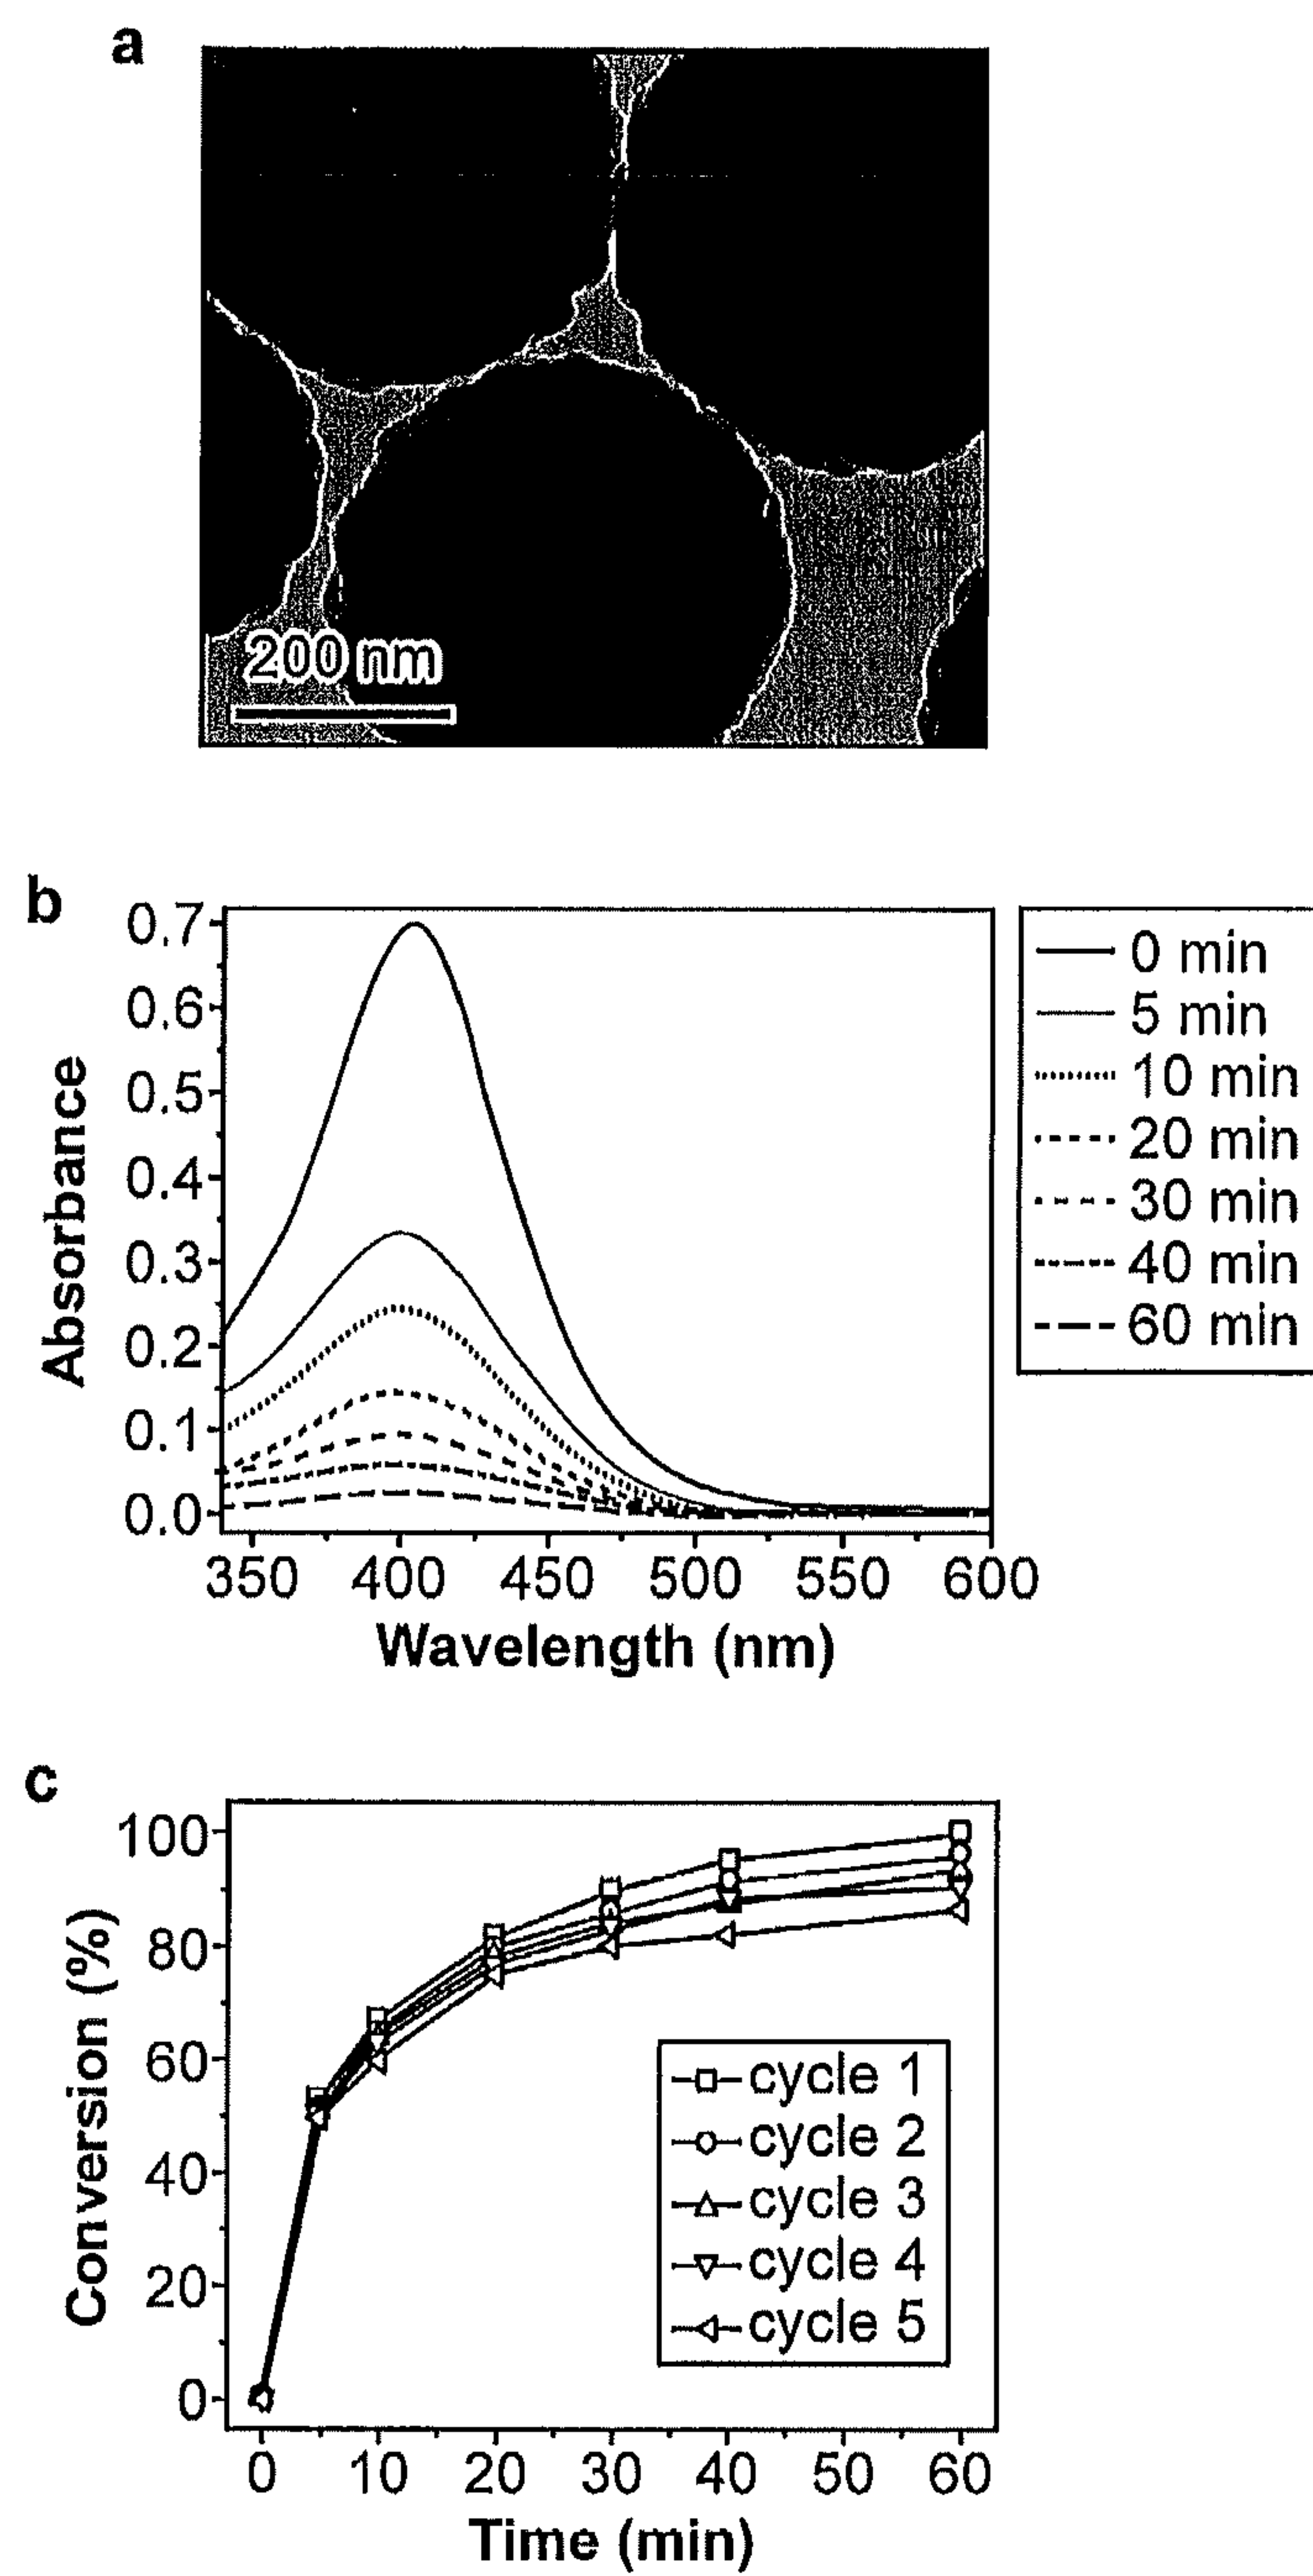 a
200 nm
b
0.7
0.6
0.5
0.4
0.3
0.2
0.1
0.0
Absorbance
350 400 450 500 550 600
Wavelength (nm)
0 min
5 min
10 min
20 min
30 min
40 min
60 min
c
100
80
60
40
20
0
Conversion (%)
cycle 1
cycle 2
cycle 3
cycle 4
cycle 5
0 10 20 30 40 50 60
Time (min)